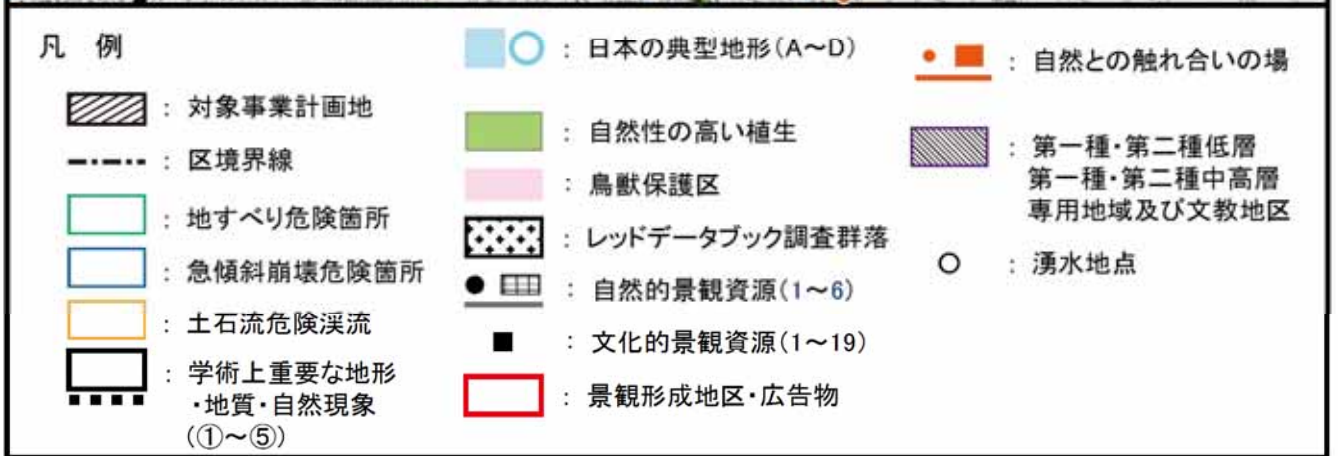 凡 例
: 対象事業計画地
: 区境界線
: 地すべり危険箇所
: 急傾斜崩壊危険箇所
: 土石流危険渓流
: 学術上重要な地形
・地質・自然現象
(①～⑤)
: 日本の典型地形(A～D)
: 自然性の高い植生
: 鳥獣保護区
: レッドデータブック調査群落
: 自然的景観資源(1～6)
: 文化的景観資源(1～19)
: 景観形成地区・広告物
: 自然との触れ合いの場
: 第一種・第二種低層
第一種・第二種中高層
専用地域及び文教地区
: 湧水地点